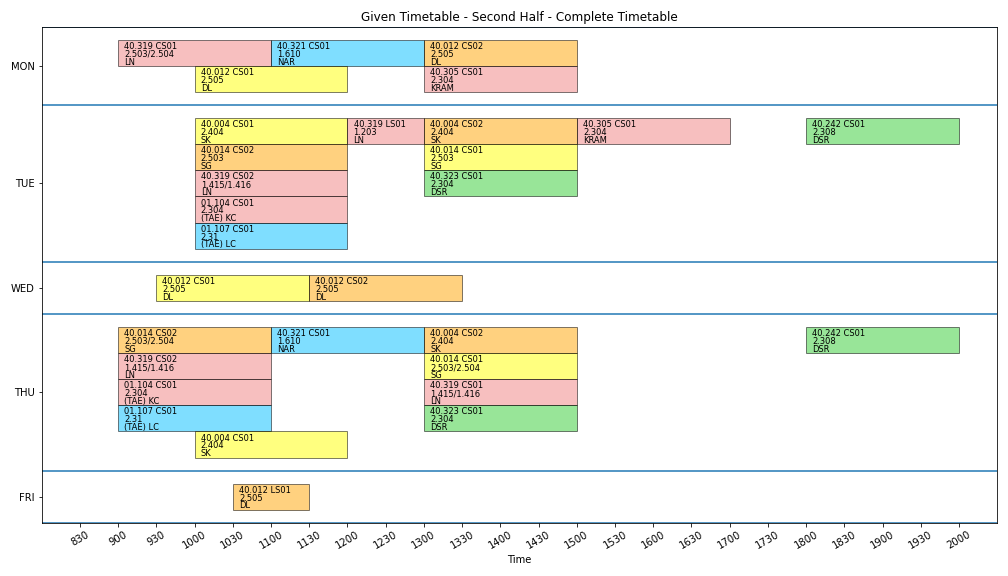 Given Timetable - Second Half - Complete Timetable
MON
40.319 CS01
2.503/2.504
LN
40.321 CS01
1.610
NAR
40.012 CS02
2.505
DL
40.012 CS01
2.505
DL
40.305 CS01
2.304
KRAM
TUE
40.004 CS01
2.404
SK
40.319 LS01
1.203
LN
40.004 CS02
2.404
SK
40.305 CS01
2.304
KRAM
40.242 CS01
2.308
DSR
40.014 CS02
2.503
SG
40.014 CS01
2.503
SG
40.319 CS02
1.415/1.416
LN
40.323 CS01
2.304
DSR
01.104 CS01
2.304
(TAE) KC
01.107 CS01
2.31
(TAE) LC
WED
40.012 CS01
2.505
DL
40.012 CS02
2.505
DL
THU
40.014 CS02
2.503/2.504
SG
40.321 CS01
1.610
NAR
40.004 CS02
2.404
SK
40.242 CS01
2.308
DSR
40.319 CS02
1.415/1.416
LN
40.014 CS01
2.503/2.504
SG
01.104 CS01
2.304
(TAE) KC
40.319 CS01
1.415/1.416
LN
01.107 CS01
2.31
(TAE) LC
40.323 CS01
2.304
DSR
40.004 CS01
2.404
SK
FRI
40.012 LS01
2.505
DL
830 900 930 1000 1030 1100 1130 1200 1230 1300 1330 1400 1430 1500 1530 1600 1630 1700 1730 1800 1830 1900 1930 2000
Time